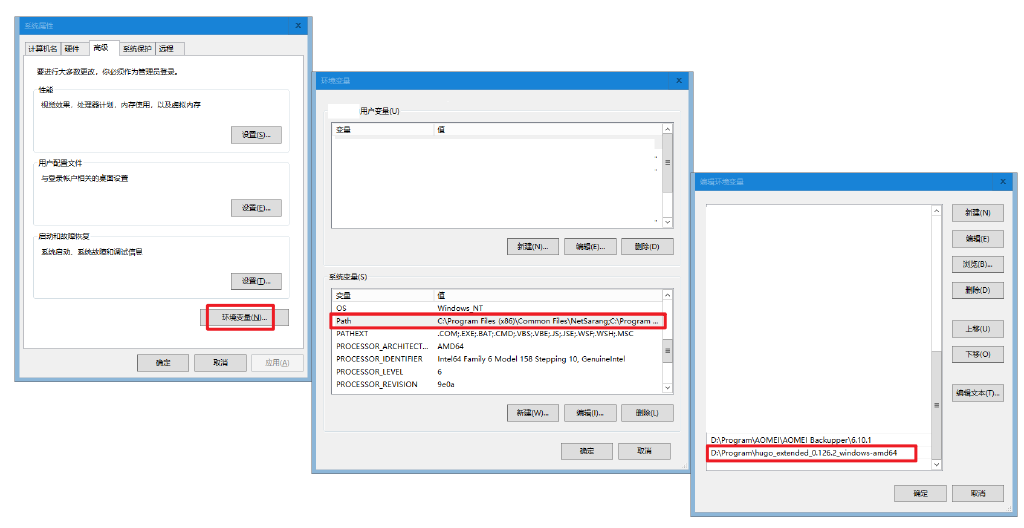 系统属性
计算机名 硬件 高级 系统保护 远程
要进行大多数更改，你必须作为管理员登录。
性能
视觉效果，处理器计划，内存使用，以及虚拟内存
设置(S)...
用户配置文件
与登录帐户相关的桌面设置
设置(E)...
启动和故障恢复
系统启动、系统故障和调试信息
设置(T)...
环境变量(N)...
确定 取消 应用(A)
环境变量
用户变量(U)
变量 值
新建(N)... 编辑(E)... 删除(D)
系统变量(S)
变量 值
OS Windows_NT
Path C:\Program Files (x86)\Common Files\NetSarang;C:\Program ...
PATHEXT .COM;.EXE;.BAT;.CMD;.VBS;.VBE;.JS;.JSE;.WSF;.WSH;.MSC
PROCESSOR_ARCHITECT... AMD64
PROCESSOR_IDENTIFIER Intel64 Family 6 Model 158 Stepping 10, GenuineIntel
PROCESSOR_LEVEL 6
PROCESSOR_REVISION 9e0a
新建(W)... 编辑(I)... 删除(L)
确定 取消
编辑环境变量
新建(N)
编辑(E)
浏览(B)...
删除(D)
上移(U)
下移(O)
编辑文本(T)...
D:\Program\AOMEI\AOMEI Backupper\6.10.1
D:\Program\hugo_extended_0.126.2_windows-amd64
确定 取消